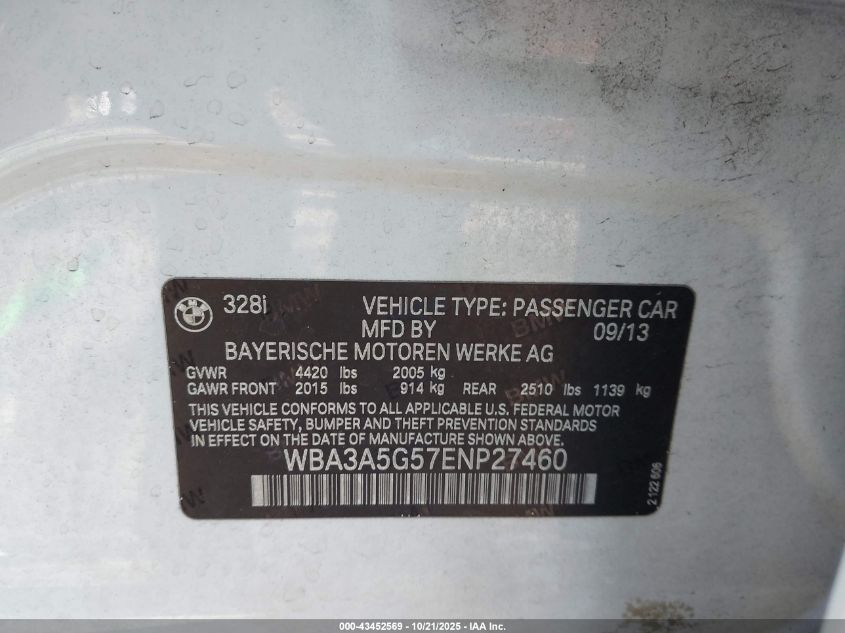 328i VEHICLE TYPE: PASSENGER CAR
MFD BY 09/13
BAYERISCHE MOTOREN WERKE AG
GVWR 4420 lbs 2005 kg
GAWR FRONT 2015 lbs 914 kg REAR 2510 lbs 1139 kg
THIS VEHICLE CONFORMS TO ALL APPLICABLE U.S. FEDERAL MOTOR
VEHICLE SAFETY, BUMPER AND THEFT PREVENTION STANDARDS
IN EFFECT ON THE DATE OF MANUFACTURE SHOWN ABOVE.
WBA3A5G57ENP27460
2 122 606
000 - 43452569 - 10/21/2025 - IAA Inc.